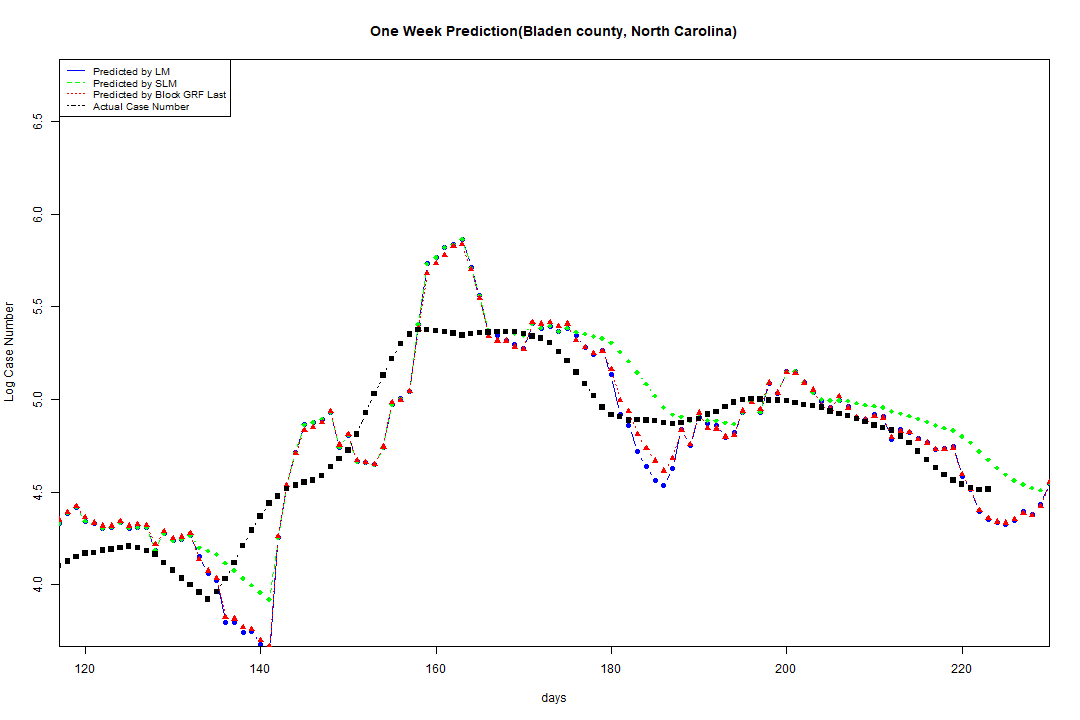 One Week Prediction(Bladen county, North Carolina)
Predicted by LM
Predicted by SLM
Predicted by Block GRF Last
Actual Case Number
6.5
6.0
5.5
5.0
4.5
4.0
Log Case Number
120 140 160 180 200 220
days